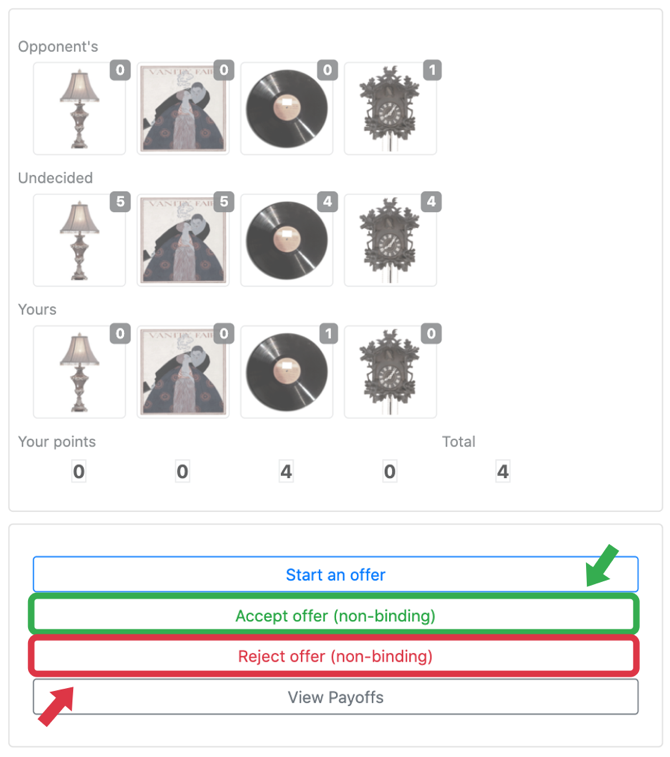 Opponent's
0 0 0 1
VANITY FAIR
Undecided
5 5 4 4
VANITY FAIR
Yours
0 0 1 0
VANITY FAIR
Your points Total
0 0 4 0 4
Start an offer
Accept offer (non-binding)
Reject offer (non-binding)
View Payoffs